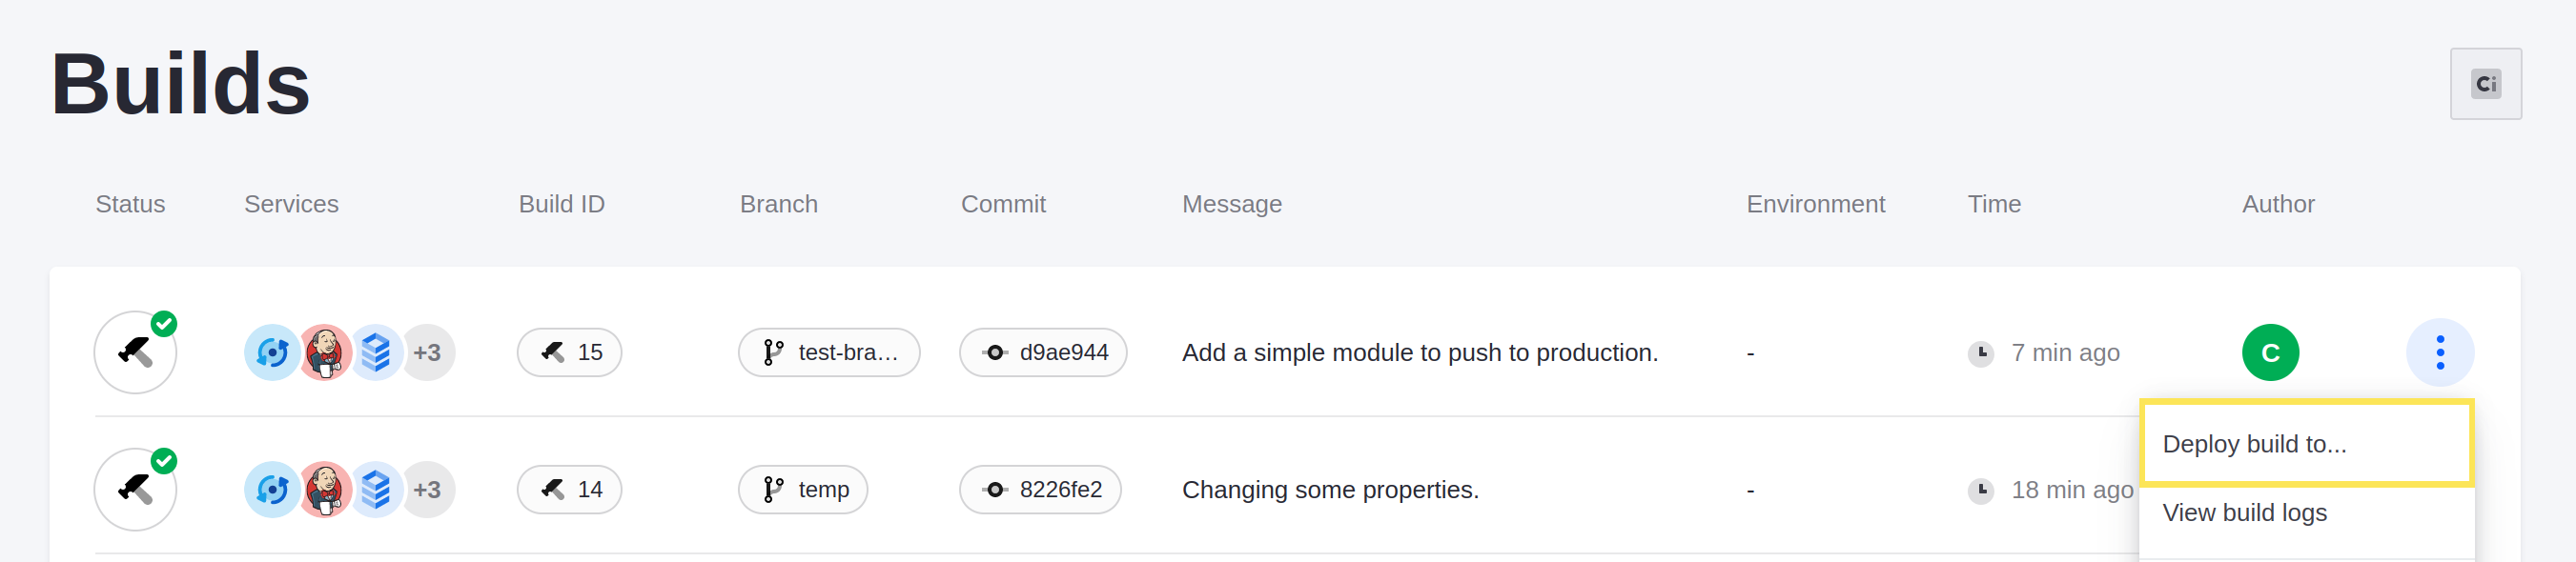 Builds
Ci
Status Services Build ID Branch Commit Message Environment Time Author
+3 15 test-bra... d9ae944 Add a simple module to push to production. - 7 min ago C
Deploy build to...
+3 14 temp 8226fe2 Changing some properties. - 18 min ago
View build logs